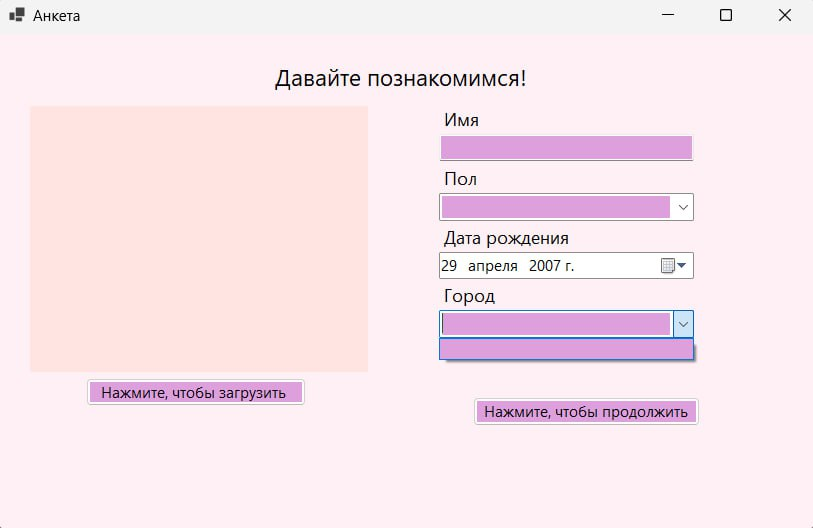 Анкета
Давайте познакомимся!
Имя
Пол
Дата рождения
29 апреля 2007 г.
Город
Нажмите, чтобы загрузить
Нажмите, чтобы продолжить